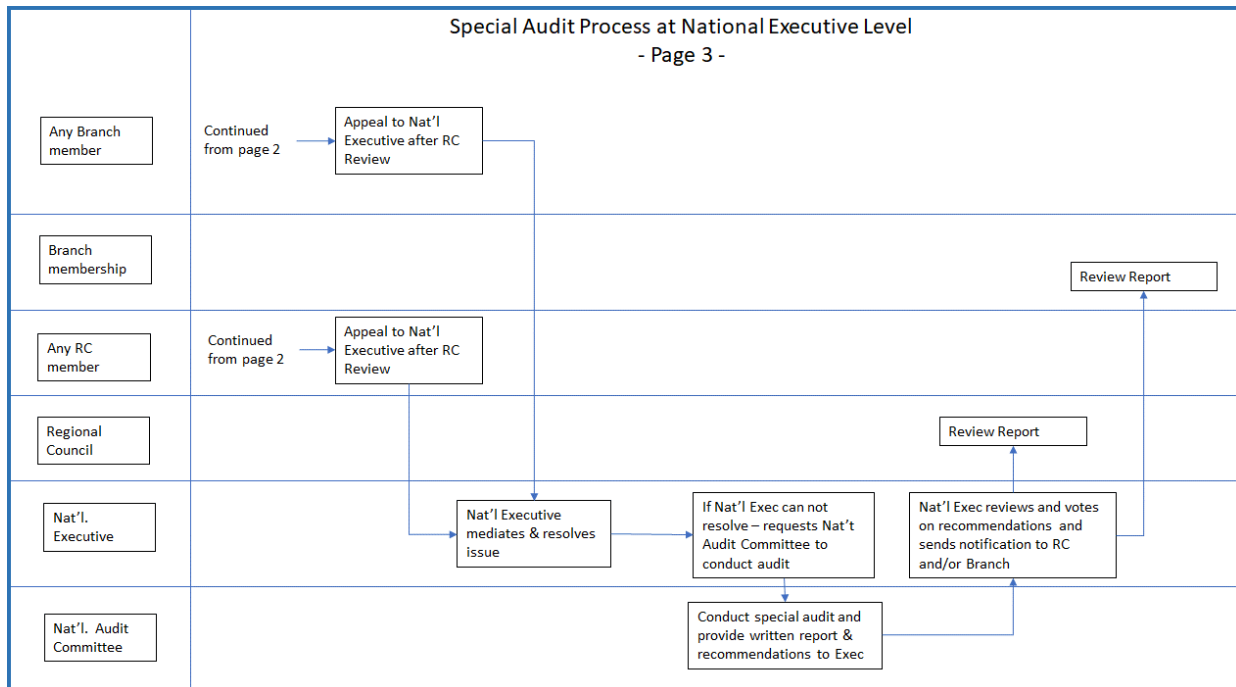 Special Audit Process at National Executive Level
- Page 3 -
Any Branch
member
Continued
from page 2
Appeal to Nat'l
Executive after RC
Review
Branch
membership
Review Report
Any RC
member
Continued
from page 2
Appeal to Nat'l
Executive after RC
Review
Regional
Council
Review Report
Nat'l.
Executive
Nat'l Executive
mediates & resolves
issue
If Nat'l Exec can not
resolve – requests Nat't
Audit Committee to
conduct audit
Nat'l Exec reviews and votes
on recommendations and
sends notification to RC
and/or Branch
Nat'l. Audit
Committee
Conduct special audit and
provide written report &
recommendations to Exec